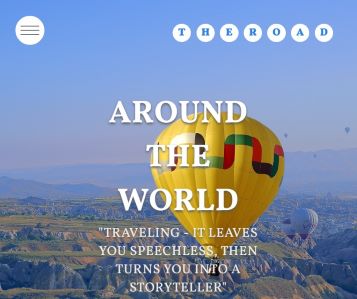 THEROAD
AROUND
THE
WORLD
"TRAVELING - IT LEAVES
YOU SPEECHLESS, THEN
TURNS YOU INTO A
STORYTELLER"